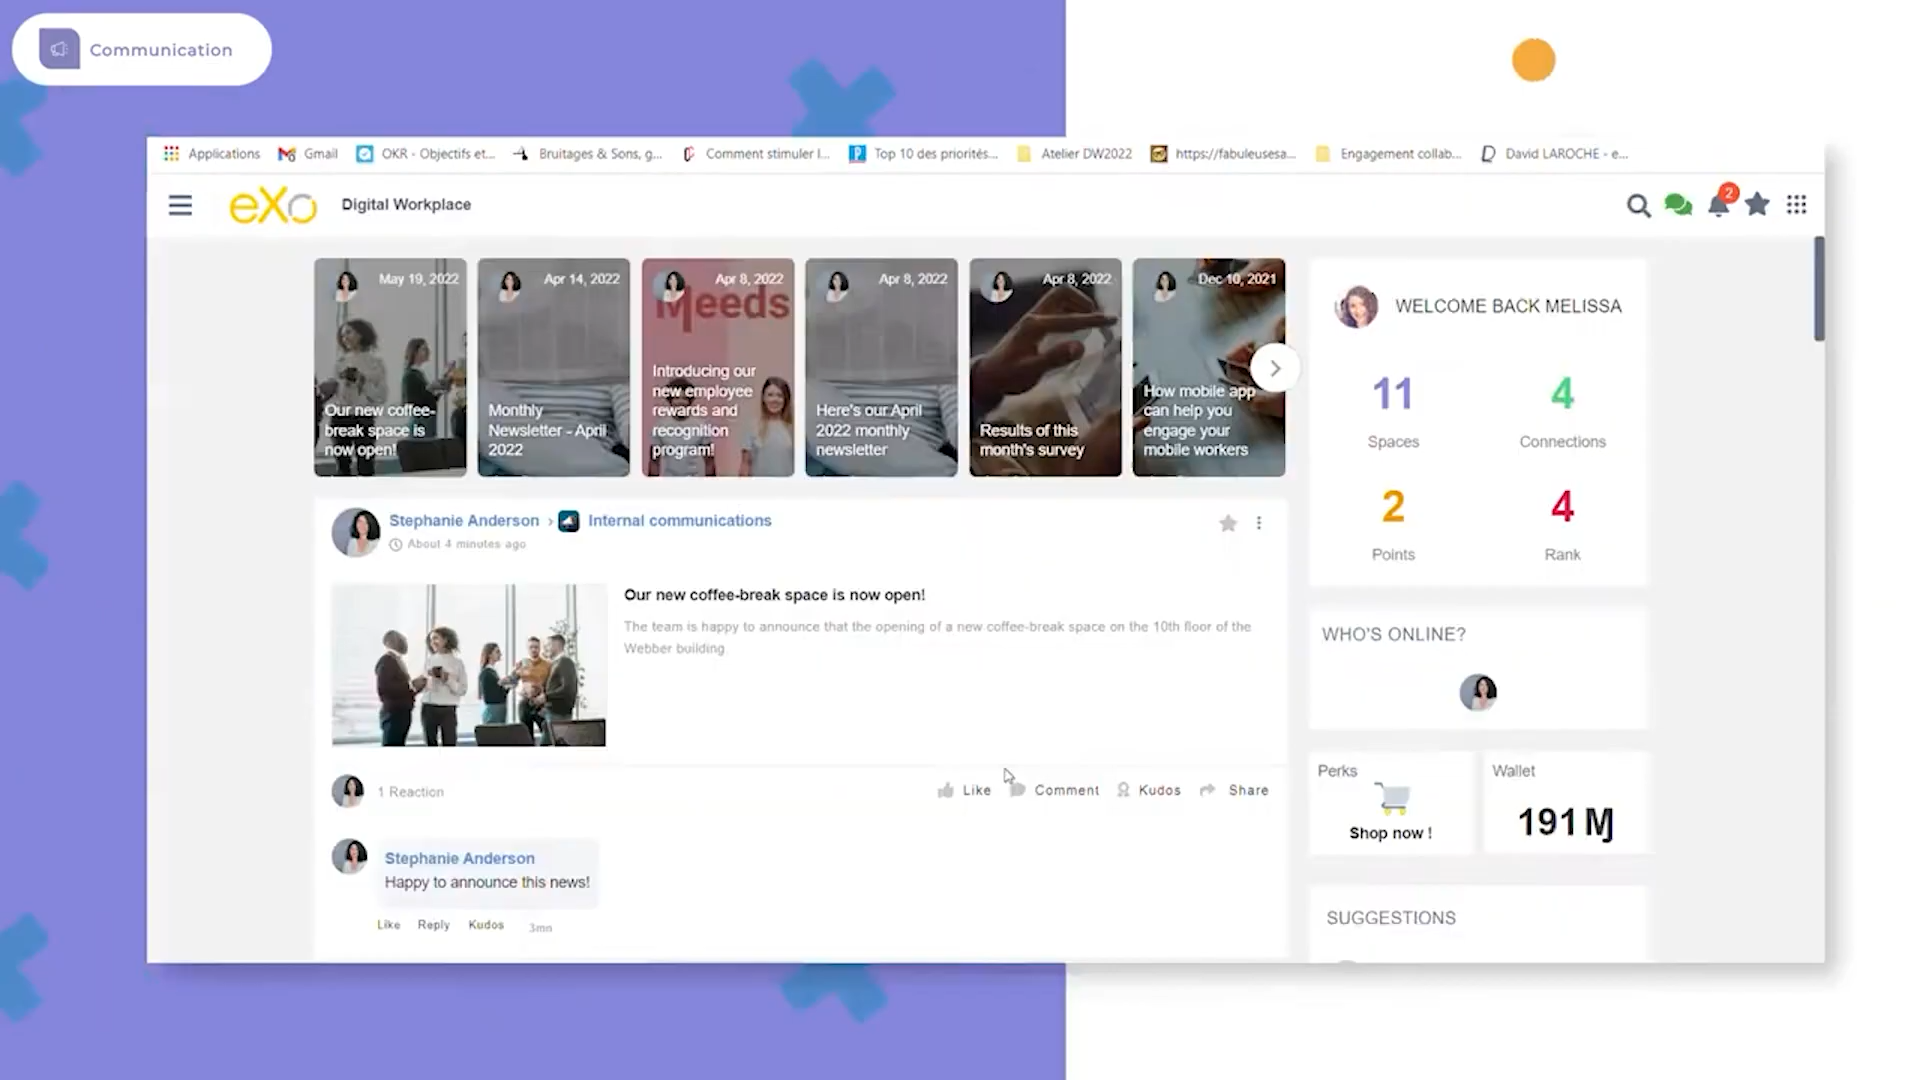 Communication
Applications
Gmail
OKR - Objectifs et...
Bruitages & Sons, g...
Comment stimuler l...
Top 10 des priorités...
Atelier DW2022
https://fabuleusesa...
Engagement collab...
David LAROCHE - e...
eXo
Digital Workplace
2
May 19, 2022
Our new coffee-
break space is
now open!
Apr 14, 2022
Monthly
Newsletter - April
2022
Apr 8, 2022
Meeds
Introducing our
new employee
rewards and
recognition
program!
Apr 8, 2022
Here's our April
2022 monthly
newsletter
Apr 8, 2022
Results of this
month's survey
Dec 10, 2021
How mobile app
can help you
engage your
mobile workers
WELCOME BACK MELISSA
11
Spaces
4
Connections
2
Points
4
Rank
Stephanie Anderson › Internal communications
About 4 minutes ago
Our new coffee-break space is now open!
The team is happy to announce that the opening of a new coffee-break space on the 10th floor of the
Webber building
1 Reaction
Like
Comment
Kudos
Share
Stephanie Anderson
Happy to announce this news!
Like
Reply
Kudos
3mn
WHO'S ONLINE?
Perks
Shop now !
Wallet
191
SUGGESTIONS